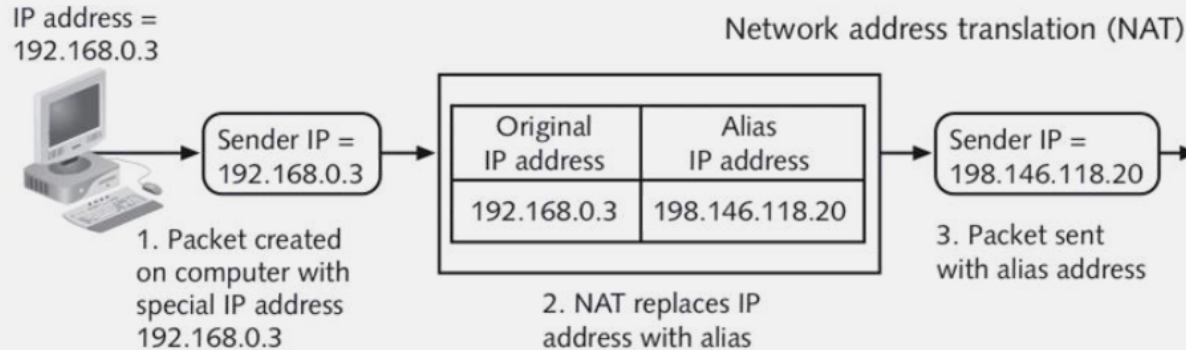 IP address =
192.168.0.3
Network address translation (NAT)
Sender IP =
192.168.0.3
Original
IP address
Alias
IP address
192.168.0.3
198.146.118.20
Sender IP =
198.146.118.20
1. Packet created
on computer with
special IP address
192.168.0.3
2. NAT replaces IP
address with alias
3. Packet sent
with alias address